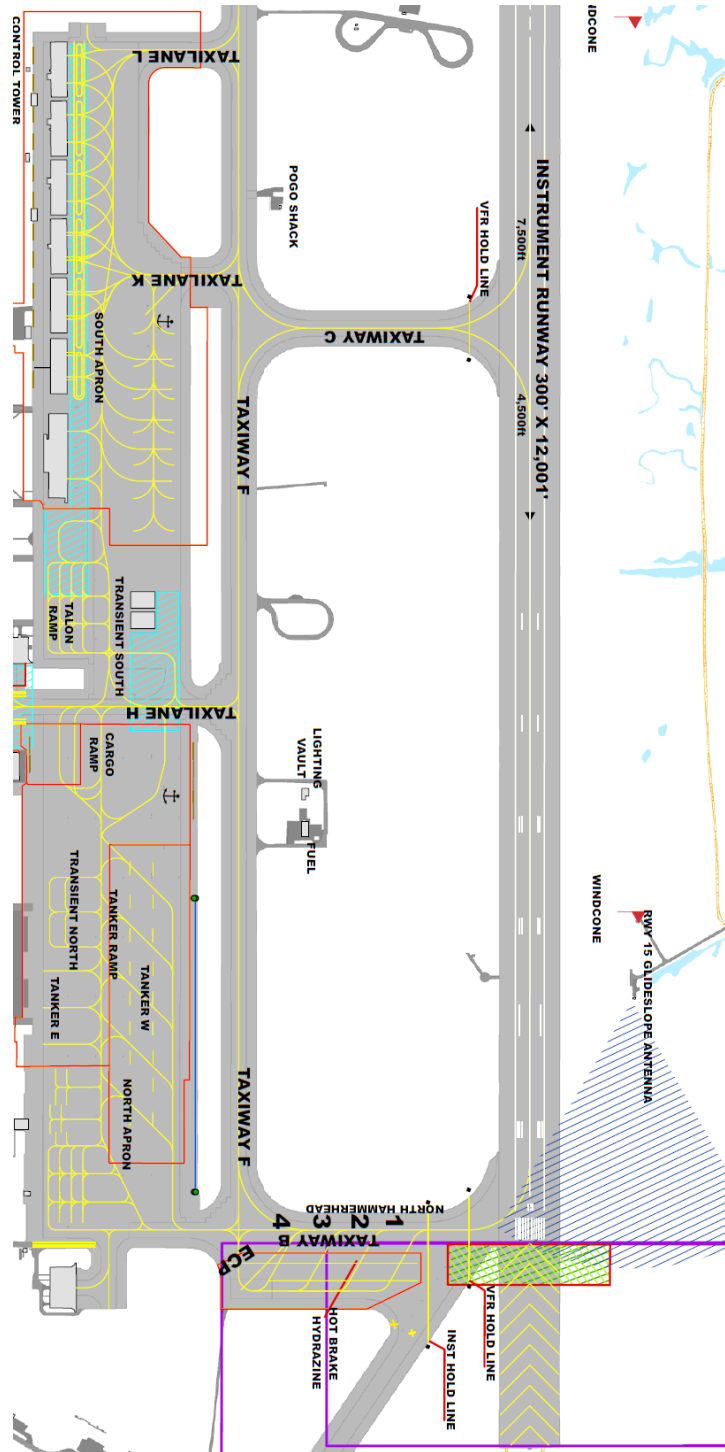 WINDCONE
CONTROL TOWER
TAXILANE L
POGO SHACK
VFR HOLD LINE
INSTRUMENT RUNWAY 300' X 12,001'
7,500ft
4,500ft
TAXILANE K
TAXIWAY C
SOUTH APRON
TAXIWAY F
TALON
RAMP
TRANSIENT SOUTH
TAXILANE H
CARGO
RAMP
LIGHTING
VAULT
FUEL
WINDCONE
RWY 15 GLIDESLOPE ANTENNA
TRANSIENT NORTH
TANKER RAMP
TANKER W
TANKER E
NORTH APRON
TAXIWAY F
NORTH HAMMERHEAD
1
2
3
4
TAXIWAY B
ECP
HOT BRAKE
HYDRAZINE
VFR HOLD LINE
INST HOLD LINE